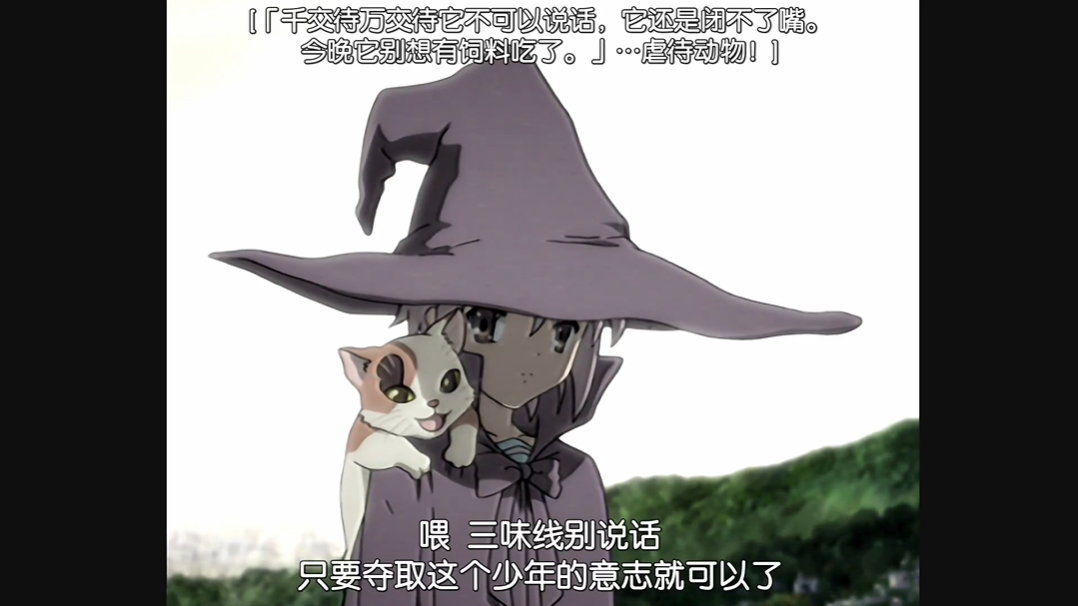 [「千交待万交待它不可以说话，它还是闭不了嘴。
今晚它别想有饲料吃了。」…虐待动物！]
喂 三味线别说话
只要夺取这个少年的意志就可以了